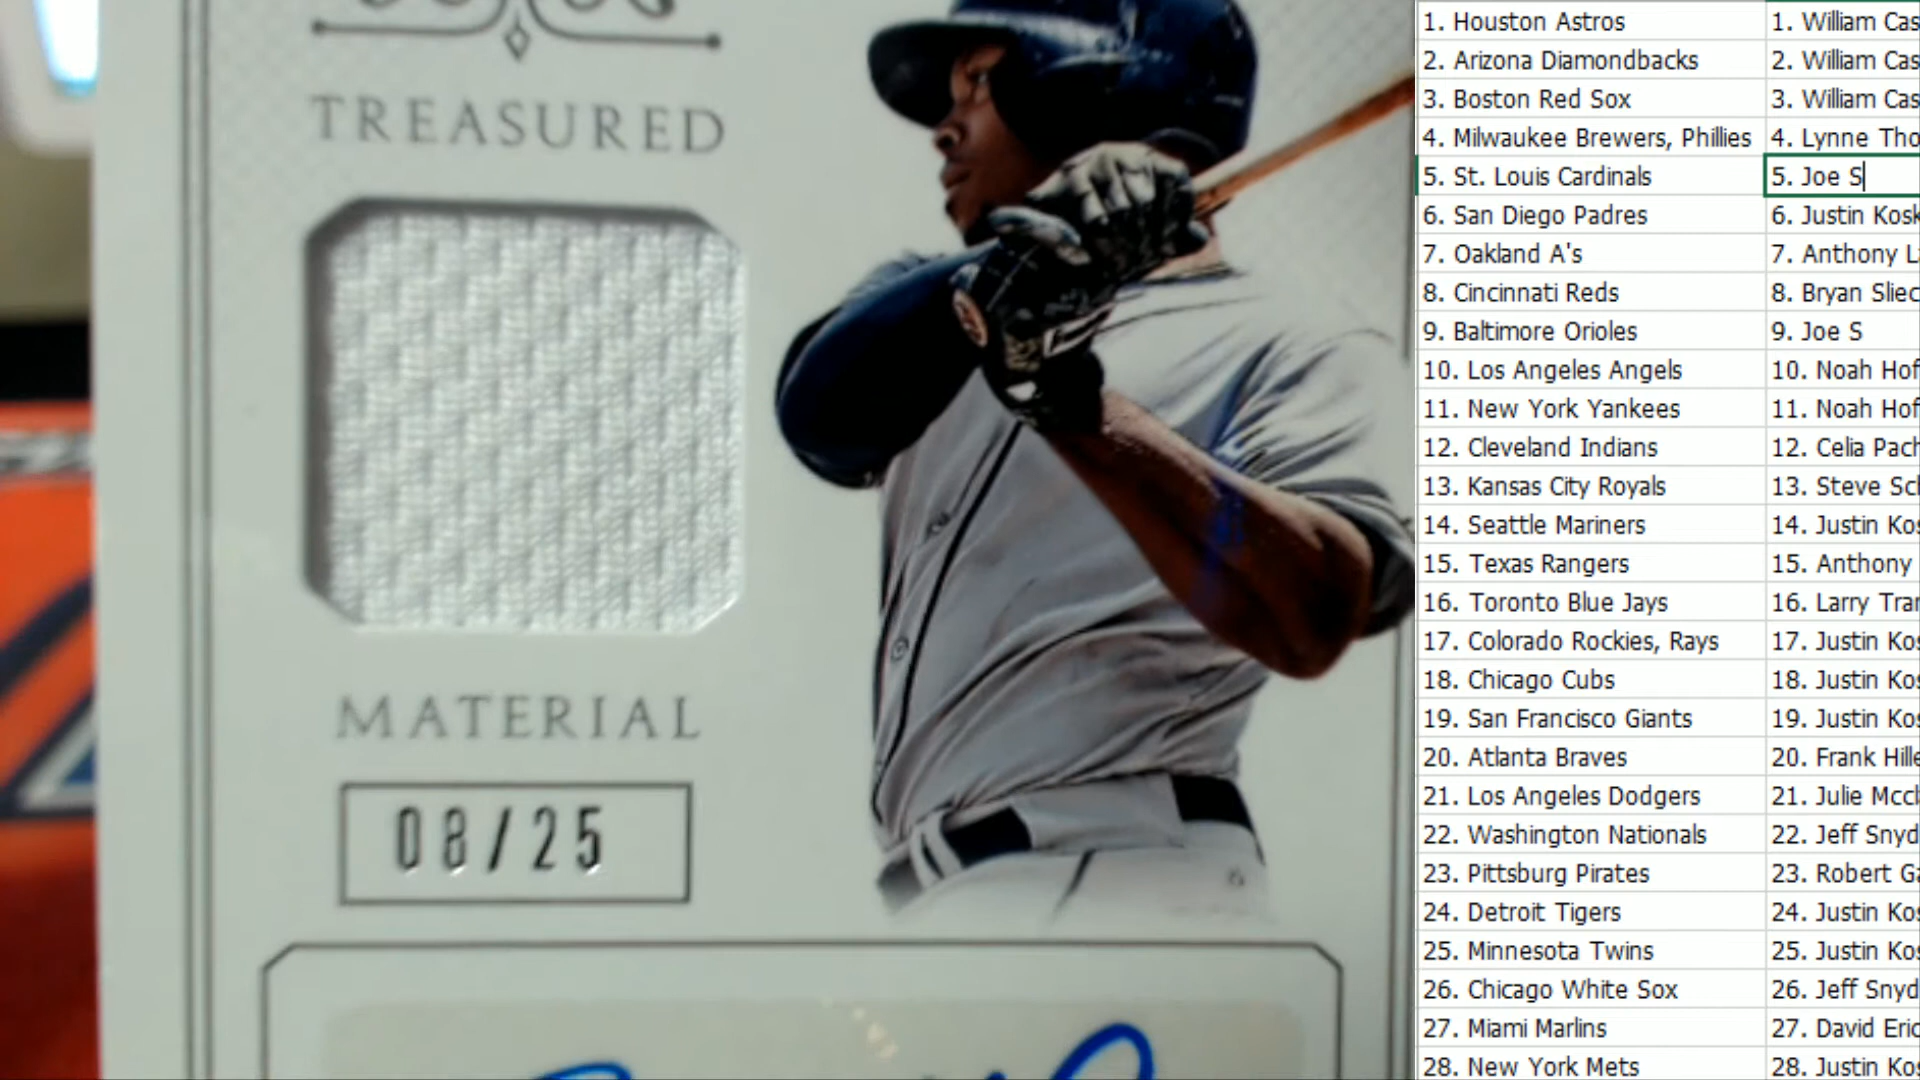 TREASURED
MATERIAL
08/25
1. Houston Astros
2. Arizona Diamondbacks
3. Boston Red Sox
4. Milwaukee Brewers, Phillies
5. St. Louis Cardinals
6. San Diego Padres
7. Oakland A's
8. Cincinnati Reds
9. Baltimore Orioles
10. Los Angeles Angels
11. New York Yankees
12. Cleveland Indians
13. Kansas City Royals
14. Seattle Mariners
15. Texas Rangers
16. Toronto Blue Jays
17. Colorado Rockies, Rays
18. Chicago Cubs
19. San Francisco Giants
20. Atlanta Braves
21. Los Angeles Dodgers
22. Washington Nationals
23. Pittsburg Pirates
24. Detroit Tigers
25. Minnesota Twins
26. Chicago White Sox
27. Miami Marlins
28. New York Mets
1. William Cas
2. William Cas
3. William Cas
4. Lynne Tho
5. Joe S
6. Justin Kosk
7. Anthony L
8. Bryan Sliec
9. Joe S
10. Noah Hof
11. Noah Hof
12. Celia Pach
13. Steve Sch
14. Justin Kos
15. Anthony
16. Larry Tran
17. Justin Kos
18. Justin Kos
19. Justin Kos
20. Frank Hille
21. Julie Mccl
22. Jeff Snyd
23. Robert Ga
24. Justin Kos
25. Justin Kos
26. Jeff Snyd
27. David Eric
28. Justin Kos